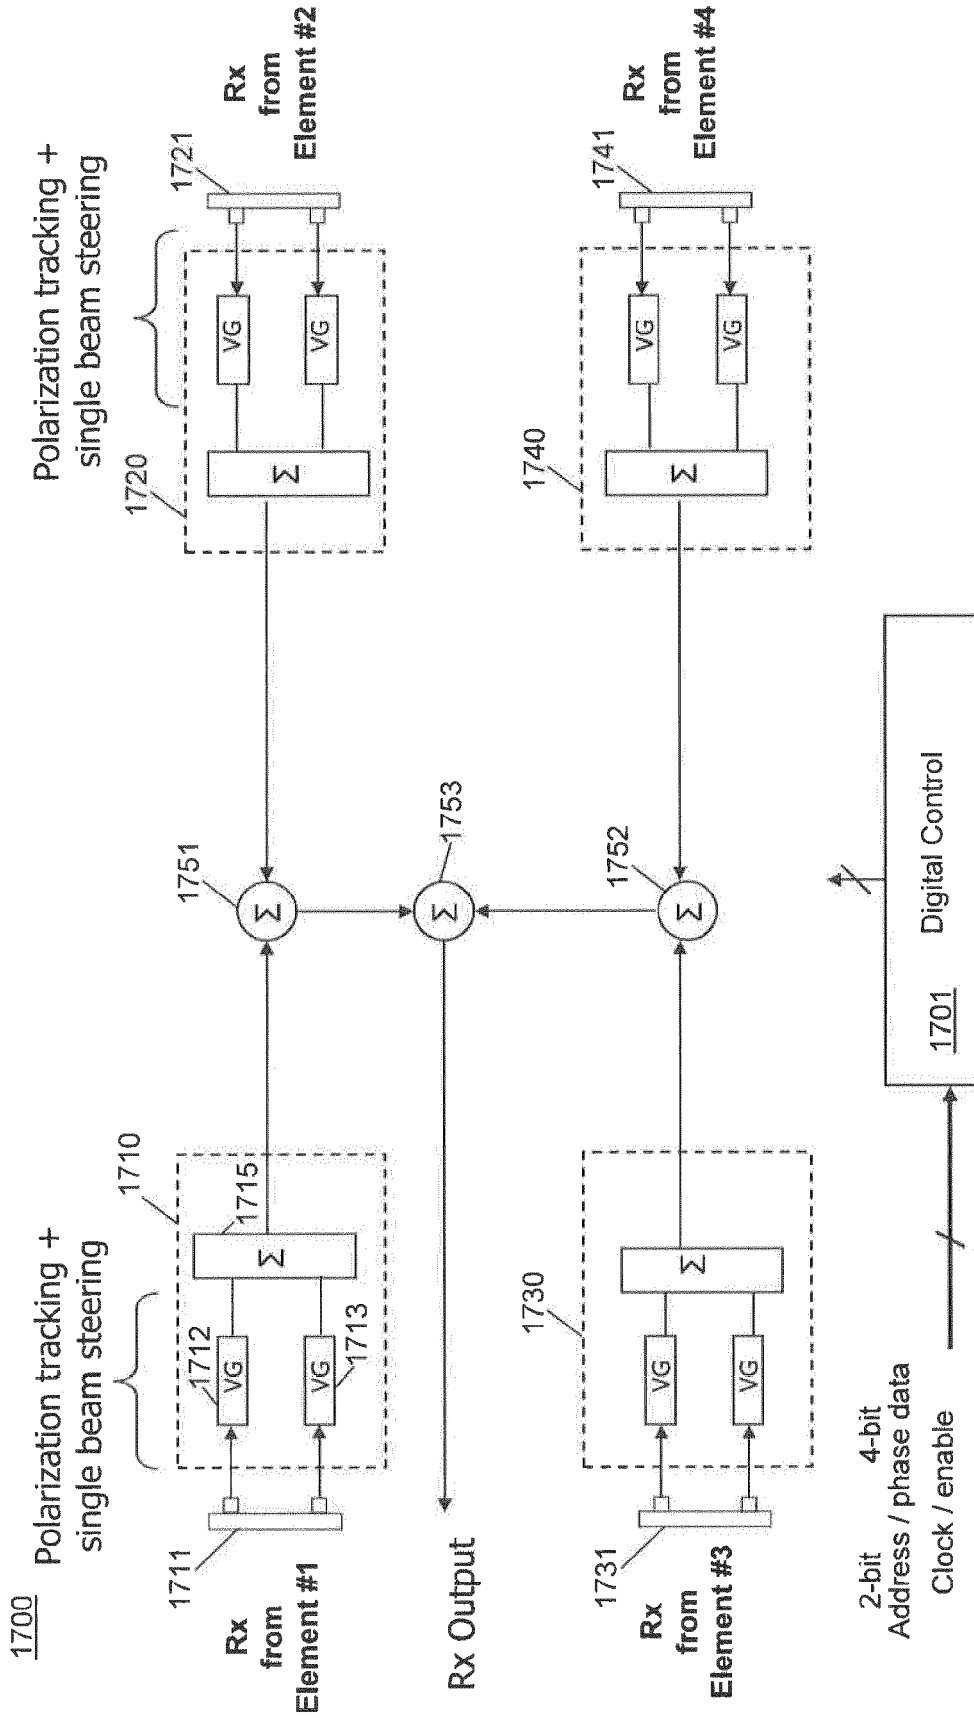 1700
Polarization tracking +
single beam steering
Polarization tracking +
single beam steering
1710
1720
1711
1712
VG
1713
VG
1715
Σ
1751
Σ
Σ
VG
VG
1721
Rx
from
Element #1
Rx
from
Element #2
Rx Output
Σ
1753
1730
1740
1731
VG
VG
Σ
1752
Σ
Σ
VG
VG
1741
Rx
from
Element #3
Rx
from
Element #4
2-bit 4-bit
Address / phase data
Clock / enable
1701
Digital Control